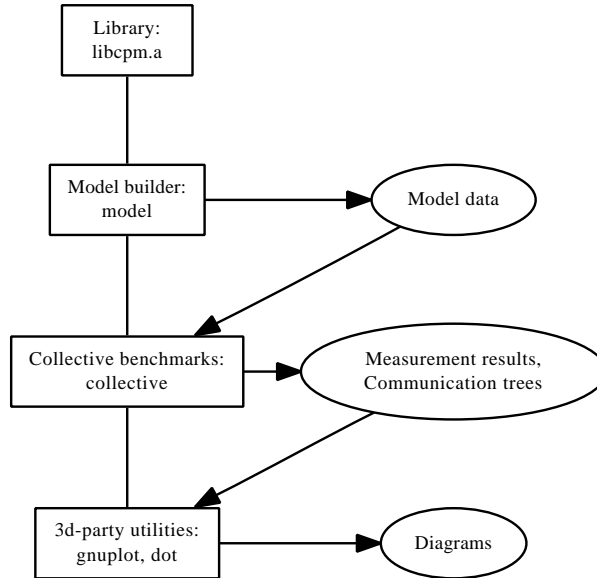 Library:
libcpm.a
Model builder:
model
Model data
Collective benchmarks:
collective
Measurement results,
Communication trees
3d-party utilities:
gnuplot, dot
Diagrams